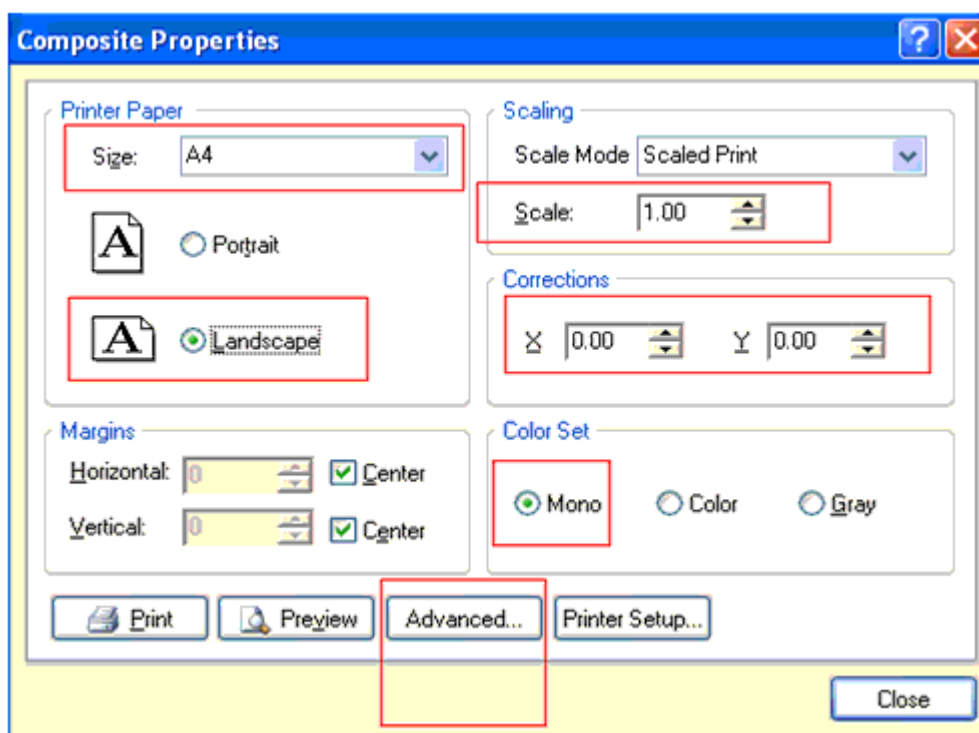 Composite Properties
Printer Paper
Size: A4
A Portrait
A Landscape
Scaling
Scale Mode Scaled Print
Scale: 1.00
Corrections
X 0.00 Y 0.00
Margins
Horizontal: 0 Center
Vertical: 0 Center
Color Set
Mono Color Gray
Print Preview Advanced... Printer Setup...
Close